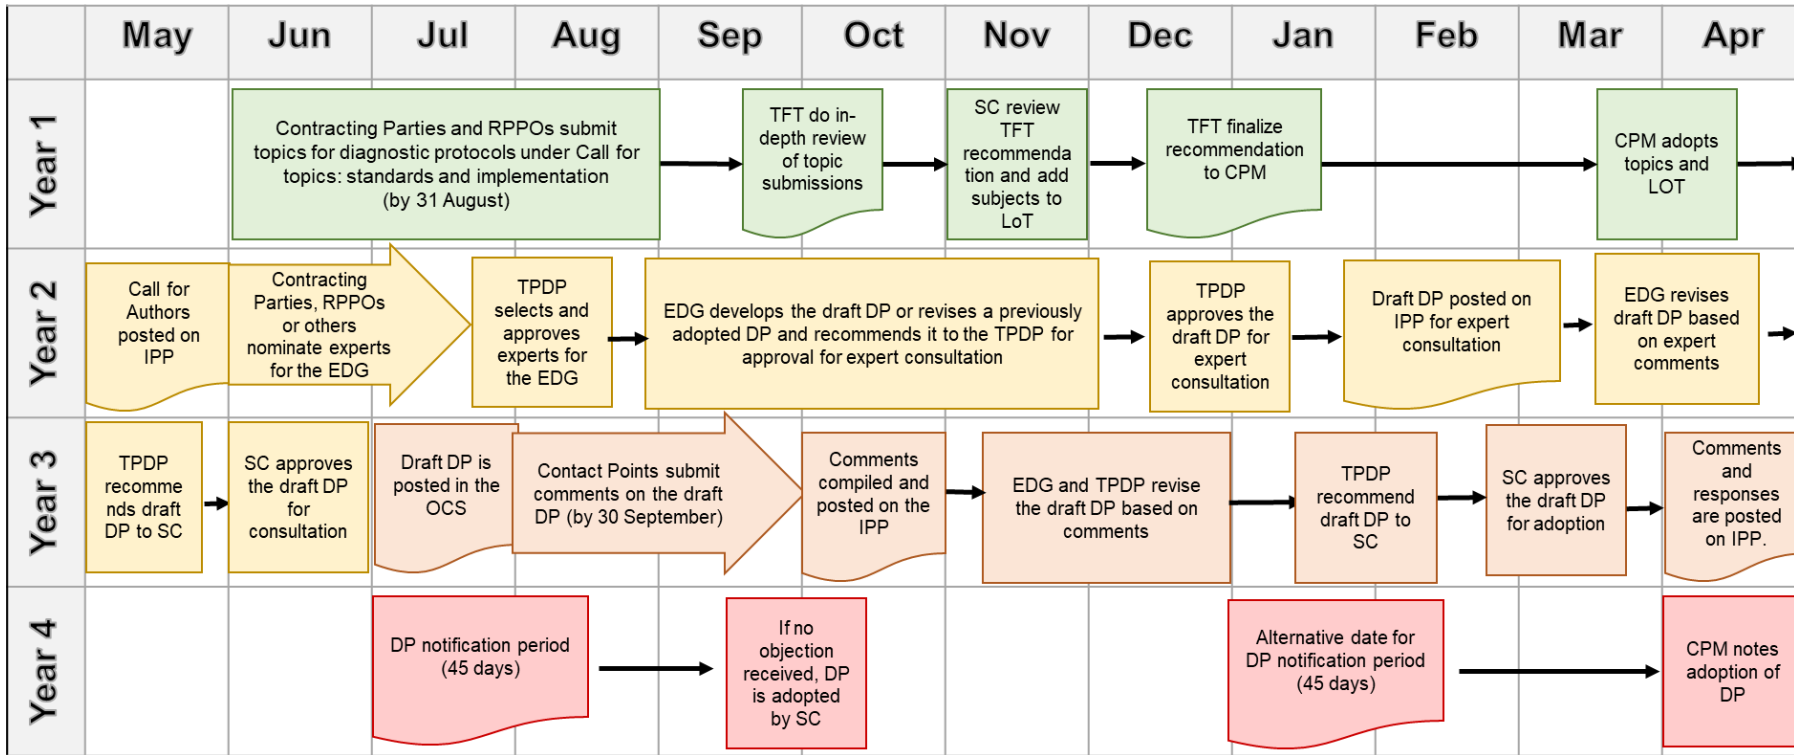 May Jun Jul Aug Sep Oct Nov Dec Jan Feb Mar Apr
Year 1
Contracting Parties and RPPOs submit
topics for diagnostic protocols under Call for
topics: standards and implementation
(by 31 August)
TFT do in-
depth review
of topic
submissions
SC review
TFT
recommenda
tion and add
subjects to
LoT
TFT finalize
recommendation
to CPM
CPM adopts
topics and
LOT
Year 2
Call for
Authors
posted on
IPP
Contracting
Parties, RPPOs
or others
nominate experts
for the EDG
TPDP
selects and
approves
experts for
the EDG
EDG develops the draft DP or revises a previously
adopted DP and recommends it to the TPDP for
approval for expert consultation
TPDP
approves the
draft DP for
expert
consultation
Draft DP posted on
IPP for expert
consultation
EDG revises
draft DP based
on expert
comments
Year 3
TPDP
recomme
nds draft
DP to SC
SC approves
the draft DP
for
consultation
Draft DP is
posted in the
OCS
Contact Points submit
comments on the draft
DP (by 30 September)
Comments
compiled and
posted on the
IPP
EDG and TPDP revise
the draft DP based on
comments
TPDP
recommend
draft DP to
SC
SC approves
the draft DP
for adoption
Comments
and
responses
are posted
on IPP.
Year 4
DP notification period
(45 days)
If no
objection
received, DP
is adopted
by SC
Alternative date for
DP notification period
(45 days)
CPM notes
adoption of
DP